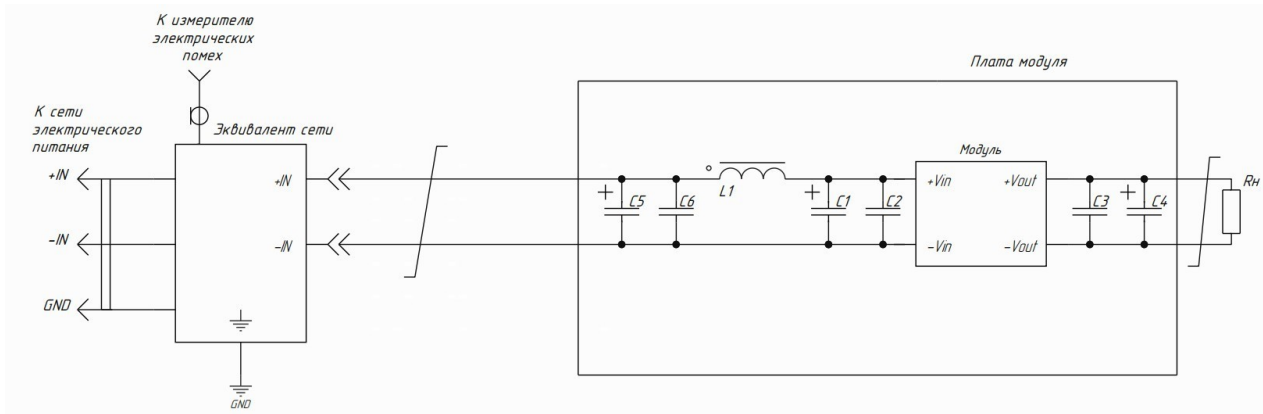 К измерителю
электрических
помех
К сети
электрического
питания
Эквивалент сети
Плата модуля
Модуль
+IN
+IN
-IN
-IN
GND
GND
+
C5
C6
L1
+
C1
C2
+Vin
+Vout
-Vin
-Vout
C3
+
C4
Rн